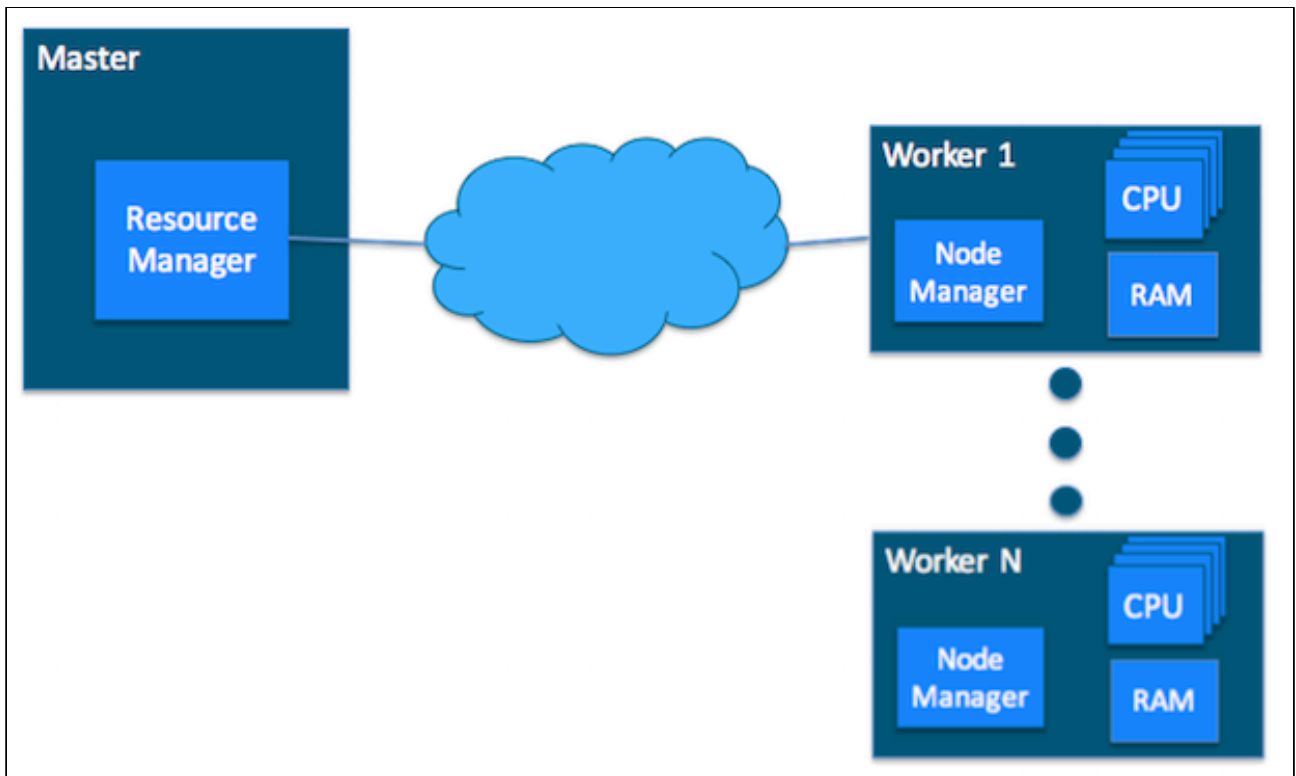 Master
Resource
Manager
Worker 1
CPU
Node
Manager
RAM
Worker N
CPU
Node
Manager
RAM